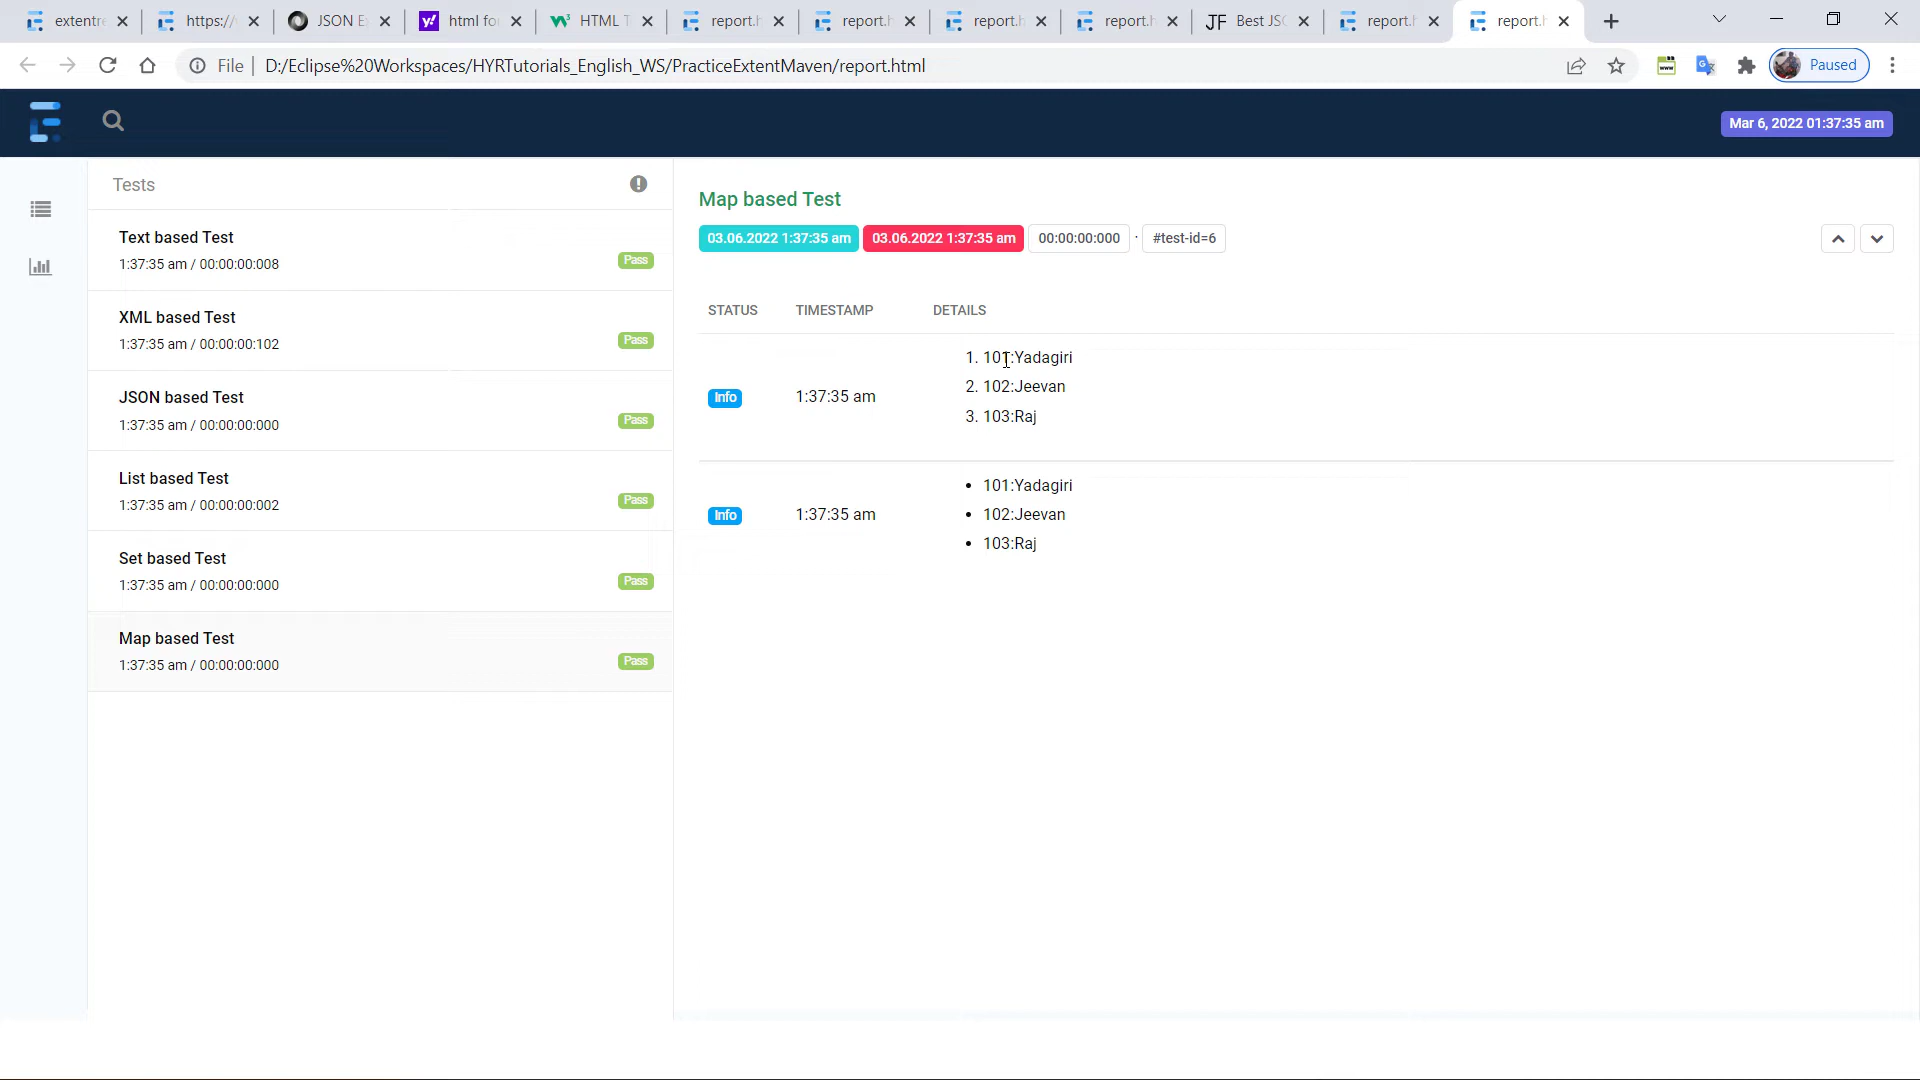 extentre
https://
JSON E
html fo
HTML T
report.h
report.h
report.h
report.h
Best JSO
report.h
report.h
File
D:/Eclipse%20Workspaces/HYRTutorials_English_WS/PracticeExtentMaven/report.html
Paused
Mar 6, 2022 01:37:35 am
Tests
Text based Test
1:37:35 am / 00:00:00:008
Pass
XML based Test
1:37:35 am / 00:00:00:102
Pass
JSON based Test
1:37:35 am / 00:00:00:000
Pass
List based Test
1:37:35 am / 00:00:00:002
Pass
Set based Test
1:37:35 am / 00:00:00:000
Pass
Map based Test
1:37:35 am / 00:00:00:000
Pass
Map based Test
03.06.2022 1:37:35 am 03.06.2022 1:37:35 am 00:00:00:000 · #test-id=6
STATUS TIMESTAMP DETAILS
Info 1:37:35 am
1. 101:Yadagiri
2. 102:Jeevan
3. 103:Raj
Info 1:37:35 am
• 101:Yadagiri
• 102:Jeevan
• 103:Raj